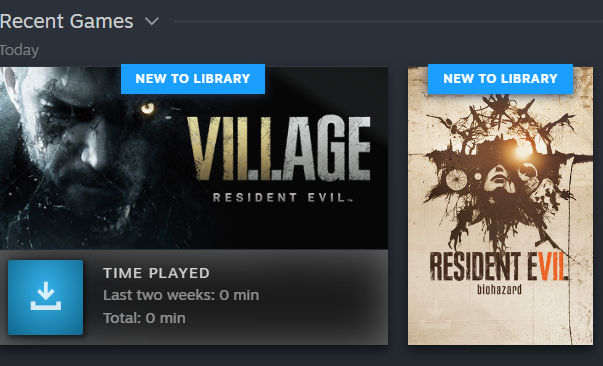 Recent Games
Today
NEW TO LIBRARY
VILLAGE
RESIDENT EVIL™
TIME PLAYED
Last two weeks: 0 min
Total: 0 min
NEW TO LIBRARY
RESIDENT EVIL
biohazard